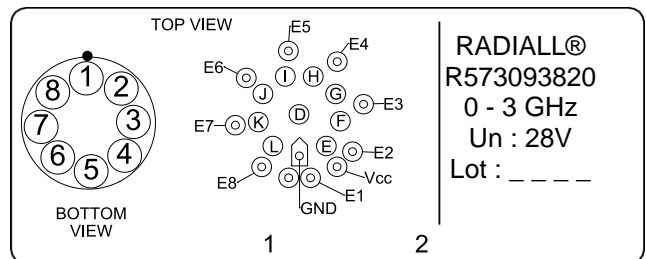 TOP VIEW
1
2
3
4
5
6
7
8
BOTTOM
VIEW
E5
E4
E6
I
H
J
G
D
E3
E7
K
F
L
E
E2
Vcc
E8
E1
GND
1
2
RADIALL®
R573093820
0 - 3 GHz
Un : 28V
Lot : _ _ _ _